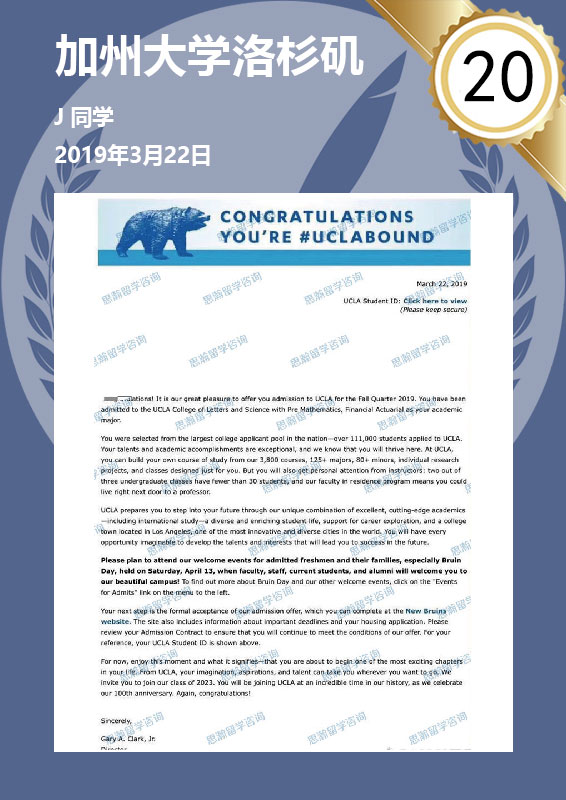 加州大学洛杉矶
20
J 同学
2019年3月22日
CONGRATULATIONS
YOU'RE #UCLABOUND
March 22, 2019
UCLA Student ID: Click here to view
(Please keep secure)
思瀚留学咨询
ations! It is our great pleasure to offer you admission to UCLA for the Fall Quarter 2019. You have been
admitted to the UCLA College of Letters and Science with Pre Mathematics, Financial Actuarial as your academic
major.
You were selected from the largest college applicant pool in the nation—over 111,000 students applied to UCLA.
Your talents and academic accomplishments are exceptional, and we know that you will thrive here. At UCLA,
you can build your own course of study from our 3,800 courses, 125+ majors, 80+ minors, individual research
projects, and classes designed just for you. But you will also get personal attention from instructors: two out of
three undergraduate classes have fewer than 30 students, and our faculty in residence program means you could
live right next door to a professor.
UCLA prepares you to step into your future through our unique combination of excellent, cutting-edge academics
—including international study—a diverse and enriching student life, support for career exploration, and a college
town located in Los Angeles, one of the most innovative and diverse cities in the world. You will have every
opportunity imaginable to develop the talents and interests that will lead you to success in the future.
Please plan to attend our welcome events for admitted freshmen and their families, especially Bruin
Day, held on Saturday, April 13, when faculty, staff, current students, and alumni will welcome you to
our beautiful campus! To find out more about Bruin Day and our other welcome events, click on the "Events
for Admits" link on the menu to the left.
Your next step is the formal acceptance of our admission offer, which you can complete at the New Bruins
website. The site also includes information about important deadlines and your housing application. Please
review your Admission Contract to ensure that you will continue to meet the conditions of our offer. For your
reference, your UCLA Student ID is shown above.
For now, enjoy this moment and what it signifies—that you are about to begin one of the most exciting chapters
in your life. From UCLA, your imagination, aspirations, and talent can take you wherever you want to go. We
invite you to join our class of 2023. You will be joining UCLA at an incredible time in our history, as we celebrate
our 100th anniversary. Again, congratulations!
Sincerely,
Gary A. Clark, Jr.
Director